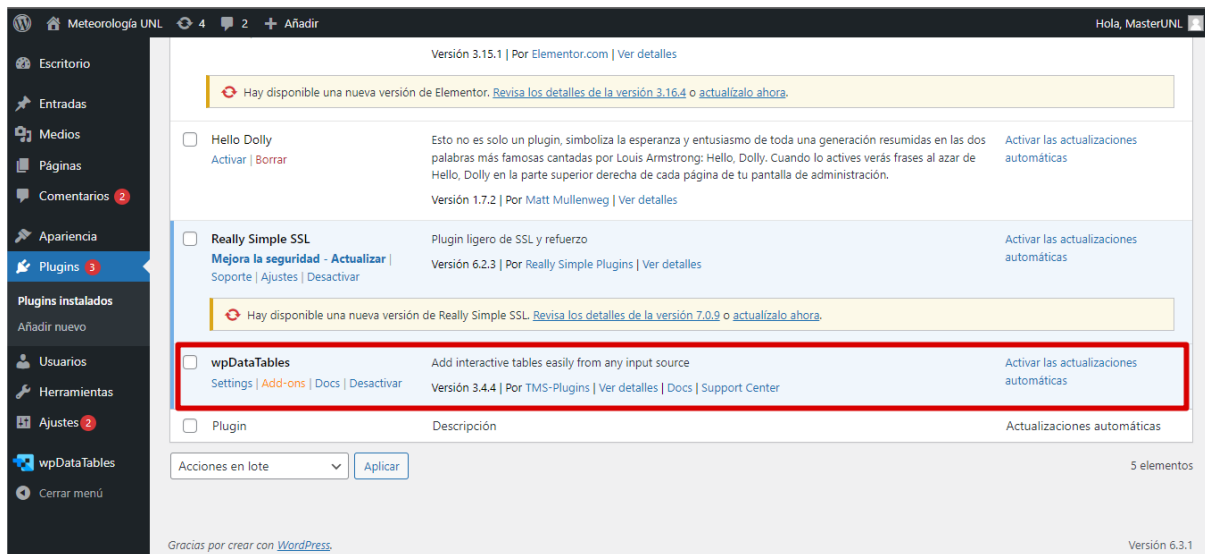 Meteorología UNL 4 2 + Añadir Hola, MasterUNL
Escritorio
Entradas
Medios
Páginas
Comentarios 2
Apariencia
Plugins 3
Plugins instalados
Añadir nuevo
Usuarios
Herramientas
Ajustes 2
wpDataTables
Cerrar menú
Versión 3.15.1 | Por Elementor.com | Ver detalles
Hay disponible una nueva versión de Elementor. Revisa los detalles de la versión 3.16.4 o actualízalo ahora.
Hello Dolly
Activar | Borrar
Esto no es solo un plugin, simboliza la esperanza y entusiasmo de toda una generación resumidas en las dos
palabras más famosas cantadas por Louis Armstrong: Hello, Dolly. Cuando lo actives verás frases al azar de
Hello, Dolly en la parte superior derecha de cada página de tu pantalla de administración.
Versión 1.7.2 | Por Matt Mullenweg | Ver detalles
Activar las actualizaciones
automáticas
Really Simple SSL
Mejora la seguridad - Actualizar |
Soporte | Ajustes | Desactivar
Plugin ligero de SSL y refuerzo
Versión 6.2.3 | Por Really Simple Plugins | Ver detalles
Activar las actualizaciones
automáticas
Hay disponible una nueva versión de Really Simple SSL. Revisa los detalles de la versión 7.0.9 o actualízalo ahora.
wpDataTables
Settings | Add-ons | Docs | Desactivar
Add interactive tables easily from any input source
Versión 3.4.4 | Por TMS-Plugins | Ver detalles | Docs | Support Center
Activar las actualizaciones
automáticas
Plugin Descripción Actualizaciones automáticas
Acciones en lote Aplicar 5 elementos
Gracias por crear con WordPress. Versión 6.3.1